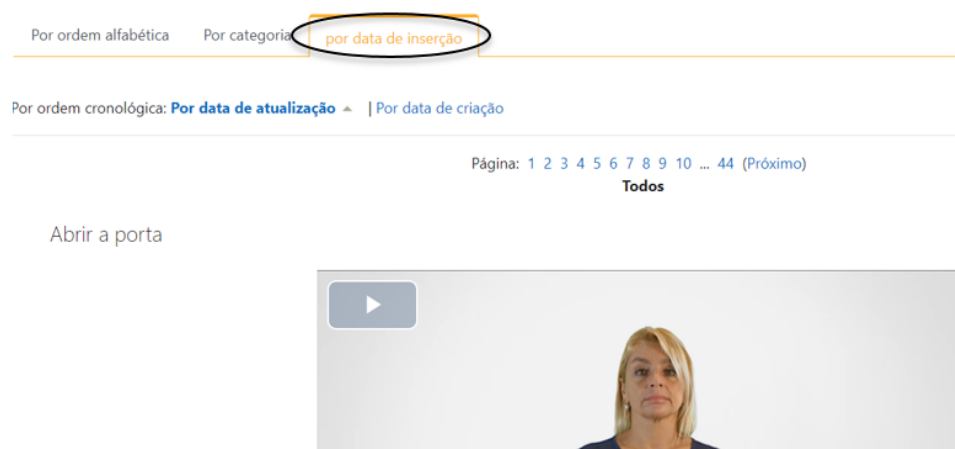 Por ordem alfabética Por categoria por data de inserção
Por ordem cronológica: Por data de atualização | Por data de criação
Página: 1 2 3 4 5 6 7 8 9 10 ... 44 (Próximo)
Todos
Abrir a porta